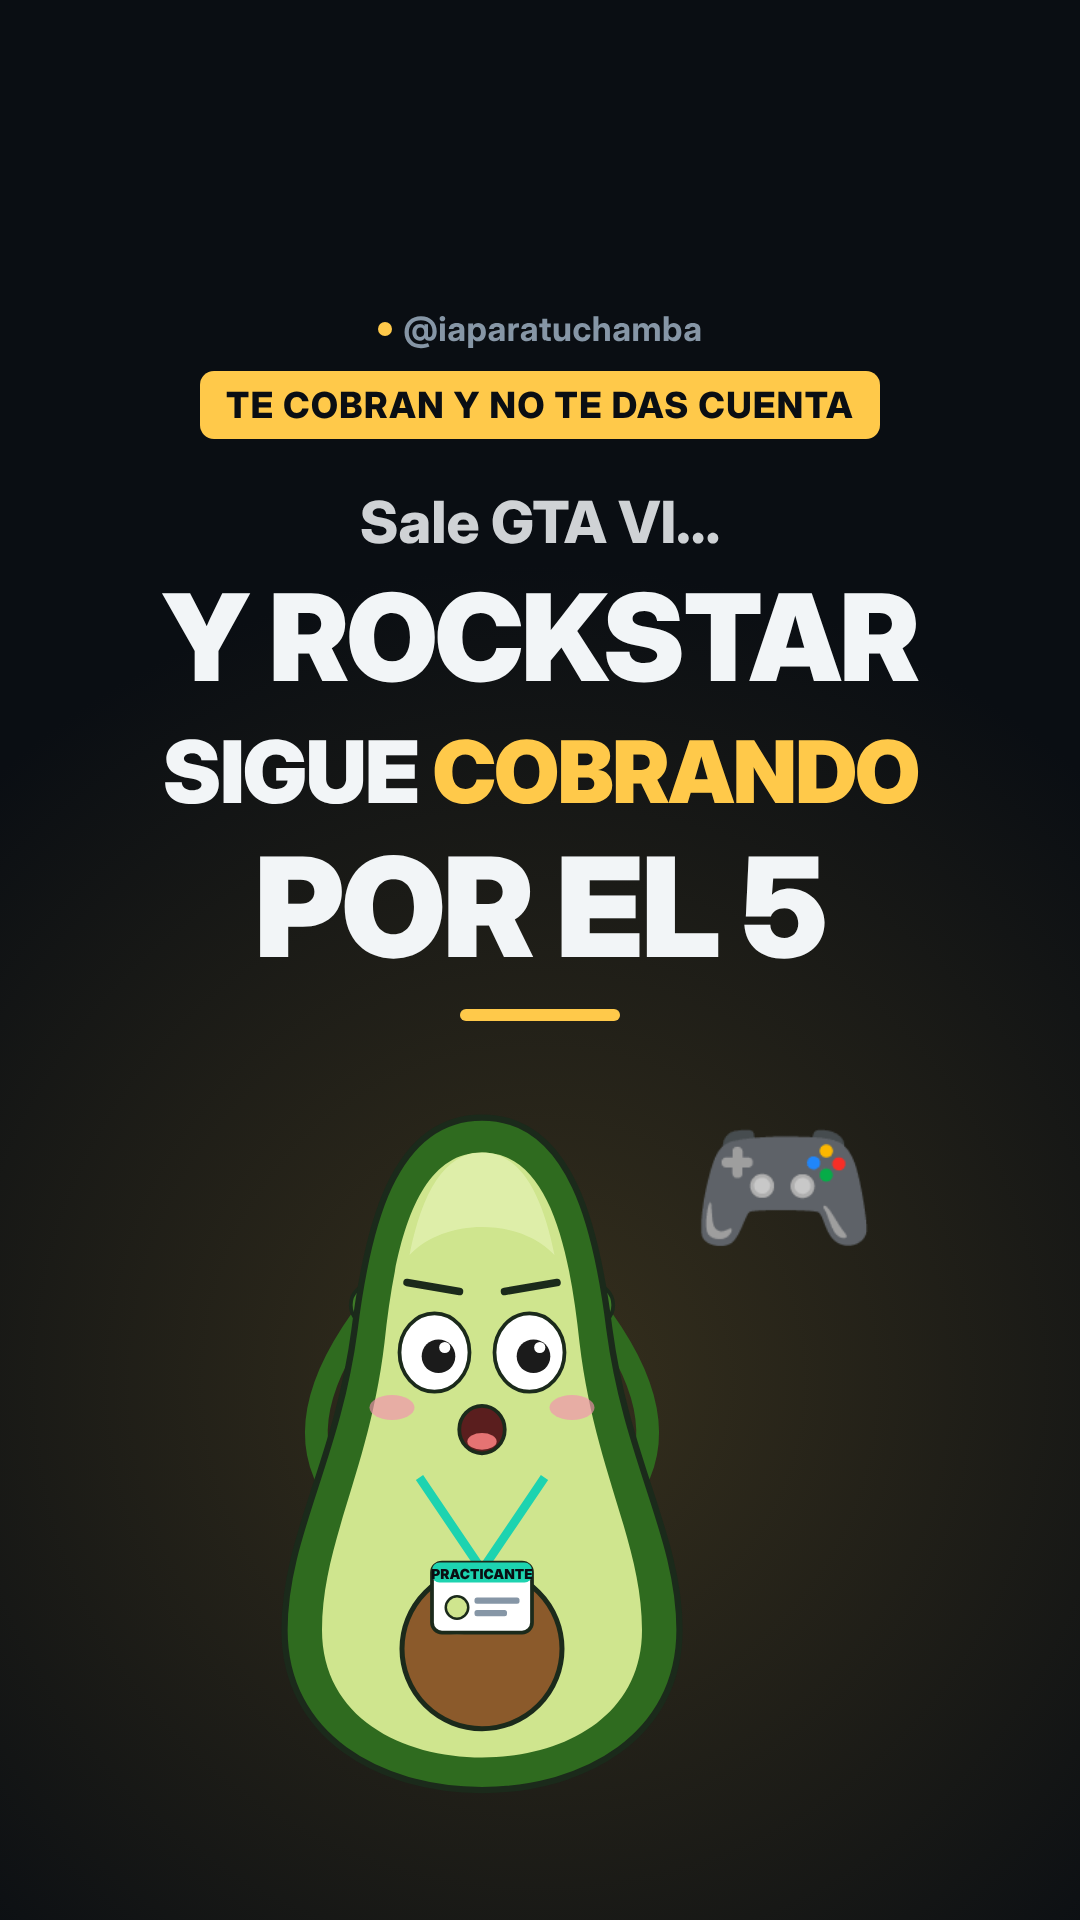 @iaparatuchamba
TE COBRAN Y NO TE DAS CUENTA
Sale GTA VI...
Y ROCKSTAR
SIGUE COBRANDO
POR EL 5
PRACTICANTE